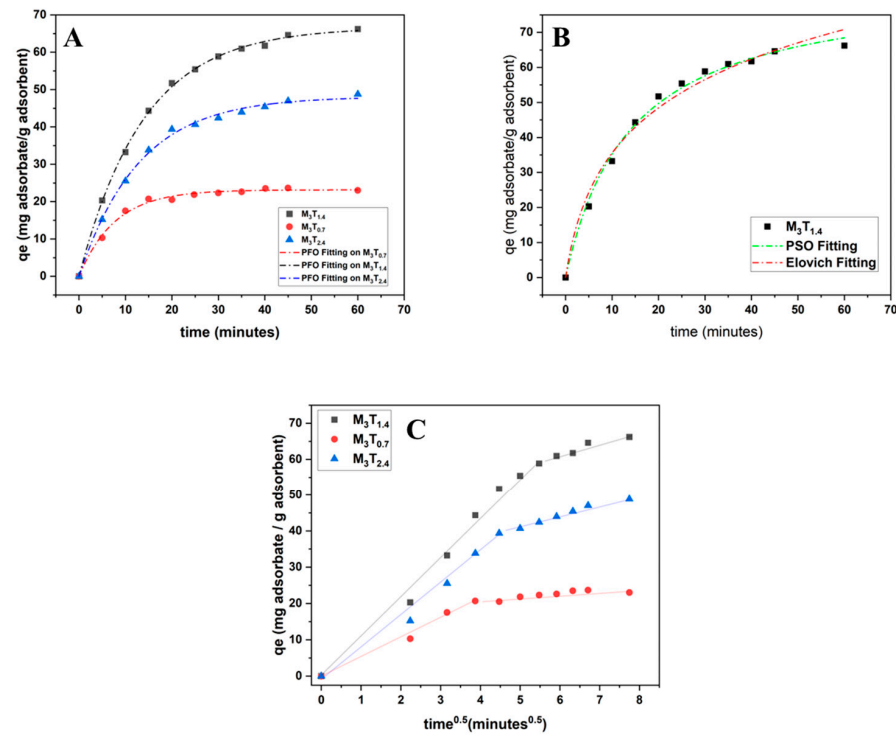 A
qe (mg adsorbate/g adsorbent)
70
60
50
40
30
20
10
0
M₃T₁.₄
M₃T₀.₇
M₃T₂.₄
PFO Fitting on M₃T₀.₇
PFO Fitting on M₃T₁.₄
PFO Fitting on M₃T₂.₄
0 10 20 30 40 50 60 70
time (minutes)
B
qe (mg adsorbate/g adsorbent)
70
60
50
40
30
20
10
0
M₃T₁.₄
PSO Fitting
Elovich Fitting
0 10 20 30 40 50 60 70
time (minutes)
C
qe (mg adsorbate / g adsorbent)
M₃T₁.₄
M₃T₀.₇
M₃T₂.₄
70
60
50
40
30
20
10
0
0 1 2 3 4 5 6 7 8
time⁰·⁵(minutes⁰·⁵)